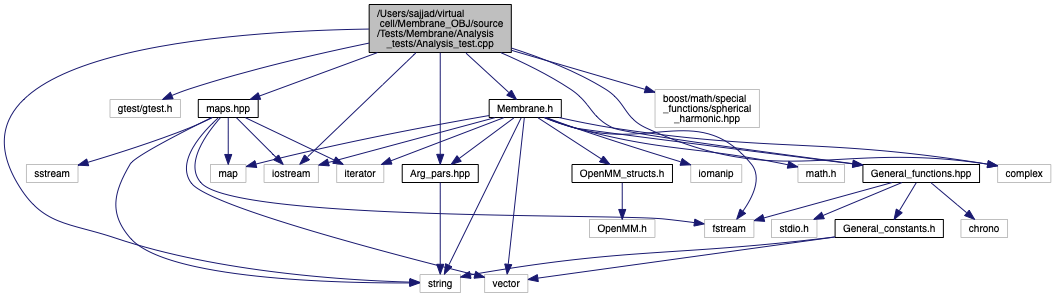 /Users/sajjad/virtual
cell/Membrane_OBJ/source
/Tests/Membrane/Analysis
_tests/Analysis_test.cpp
gtest/gtest.h
maps.hpp
Membrane.h
boost/math/special
_functions/spherical
_harmonic.hpp
sstream
map
iostream
iterator
Arg_pars.hpp
OpenMM_structs.h
iomanip
math.h
General_functions.hpp
complex
OpenMM.h
fstream
stdio.h
General_constants.h
chrono
string
vector